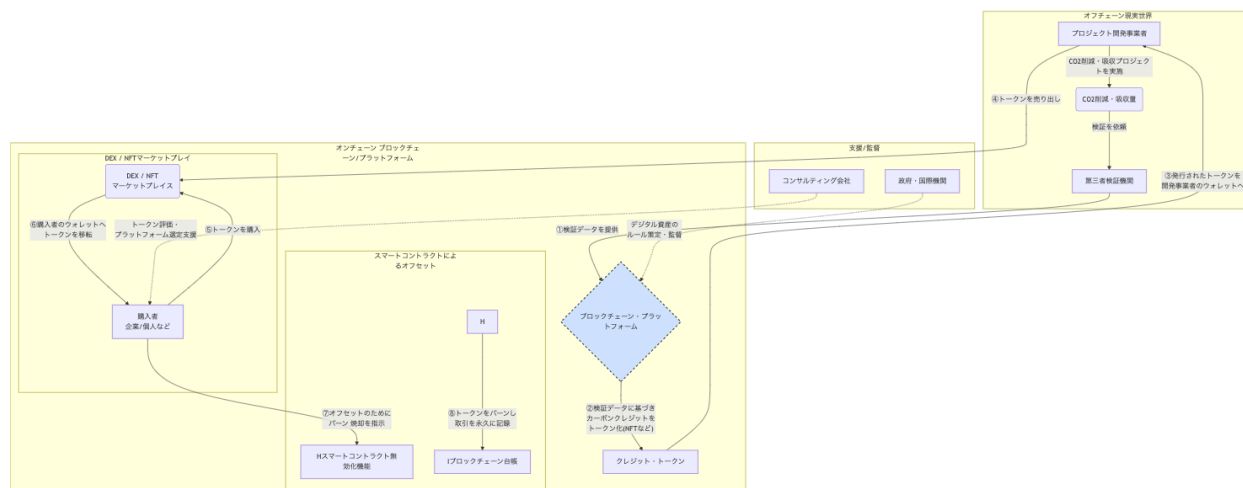 オフチェーン現実世界
プロジェクト開発事業者
CO2削減・吸収プロジェク
トを実施
④トークンを売り出し
CO2削減・吸収量
検証を依頼
③発行されたトークンを
開発事業者のウォレットへ
第三者検証機関
オンチェーン ブロックチェ
ーン/プラットフォーム
支援/監督
コンサルティング会社
政府・国際機関
DEX / NFTマーケットプレイ
DEX / NFT
マーケットプレイス
⑥購入者のウォレットへ
トークンを移転
トークン評価・
プラットフォーム選定支援
⑤トークンを購入
購入者
企業/個人など
①検証データを提供
デジタル資産の
ルール策定・監督
スマートコントラクトによ
るオフセット
H
ブロックチェーン・プラッ
トフォーム
⑦オフセットのために
バーン 焼却を指示
⑧トークンをバーンし
取引を永久に記録
②検証データに基づき
カーボンクレジットを
トークン化(NFTなど)
Hスマートコントラクト無
効化機能
Iブロックチェーン台帳
クレジット・トークン